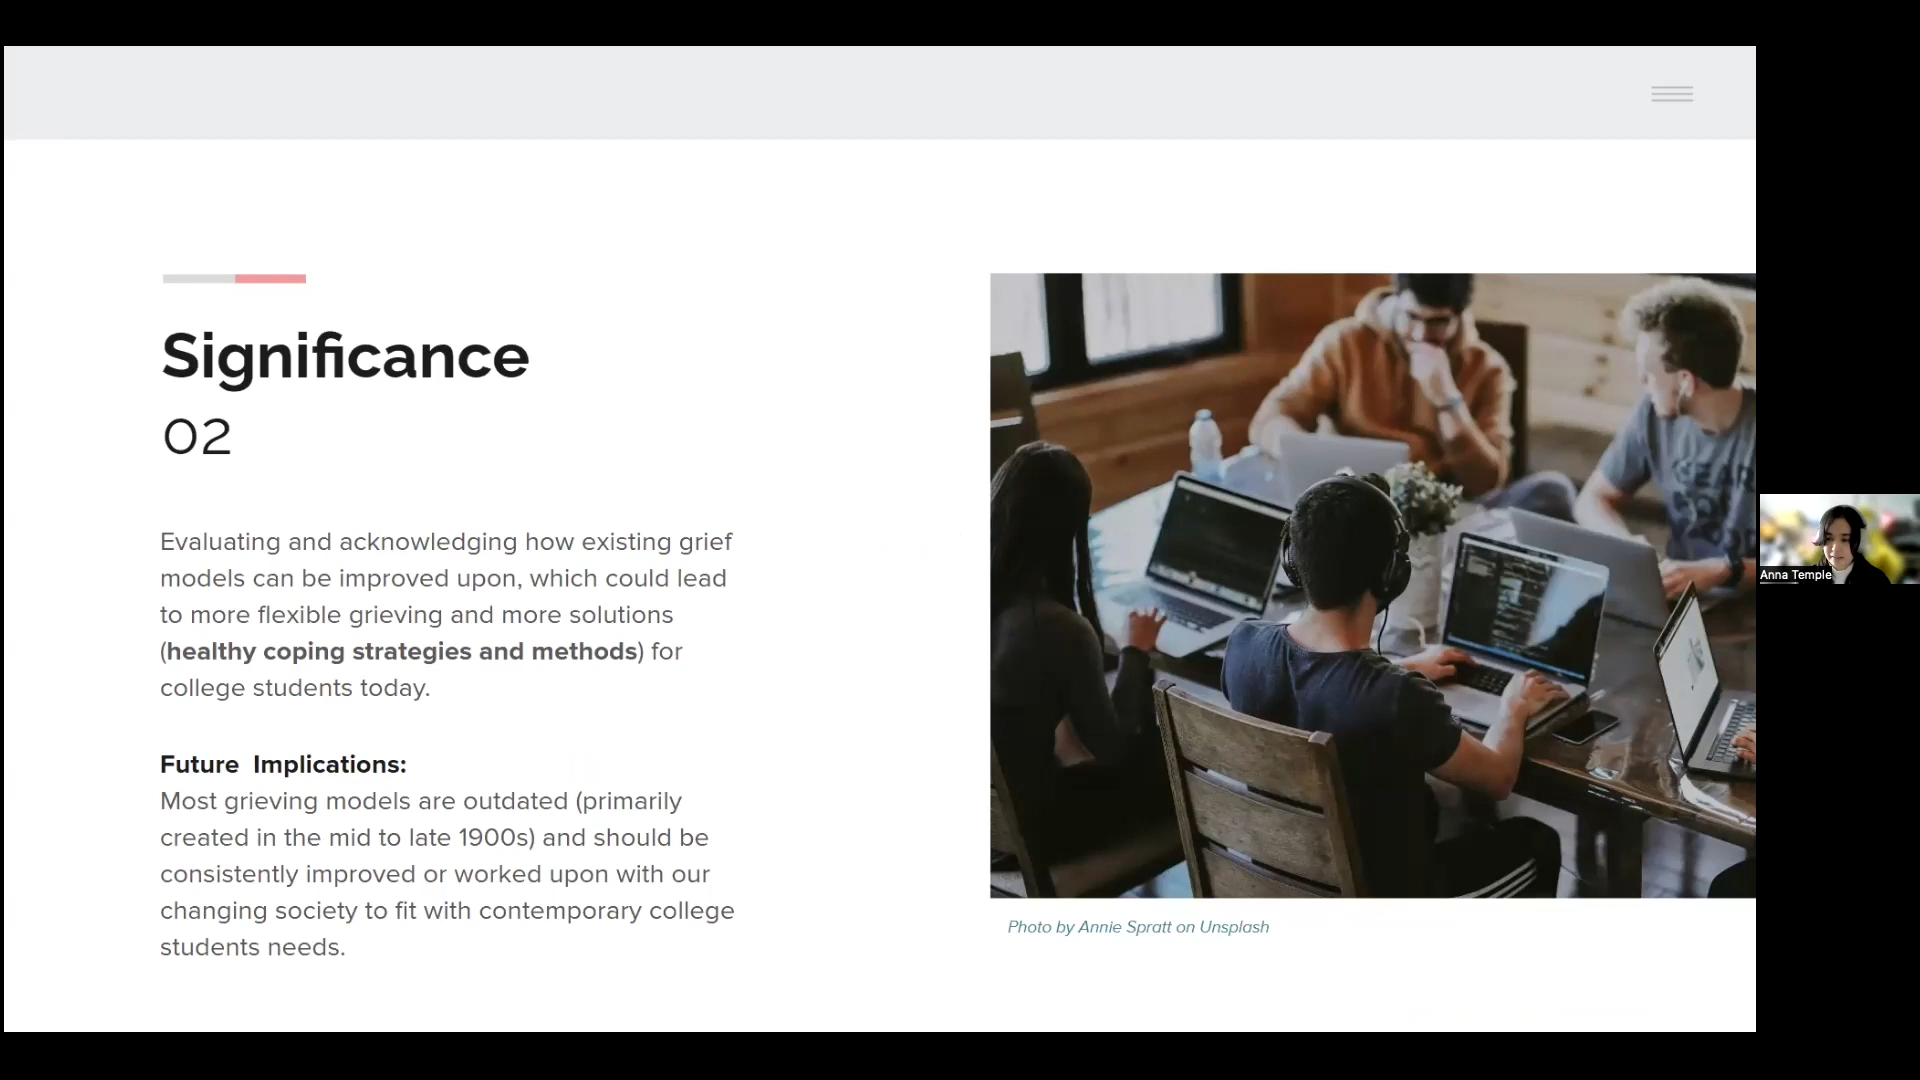 Significance
02
Evaluating and acknowledging how existing grief
models can be improved upon, which could lead
to more flexible grieving and more solutions
(healthy coping strategies and methods) for
college students today.
Future Implications:
Most grieving models are outdated (primarily
created in the mid to late 1900s) and should be
consistently improved or worked upon with our
changing society to fit with contemporary college
students needs.
Photo by Annie Spratt on Unsplash
Anna Temple